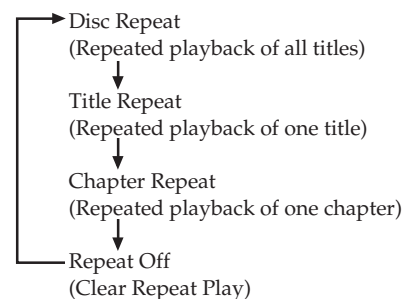 Disc Repeat
(Repeated playback of all titles)
Title Repeat
(Repeated playback of one title)
Chapter Repeat
(Repeated playback of one chapter)
Repeat Off
(Clear Repeat Play)